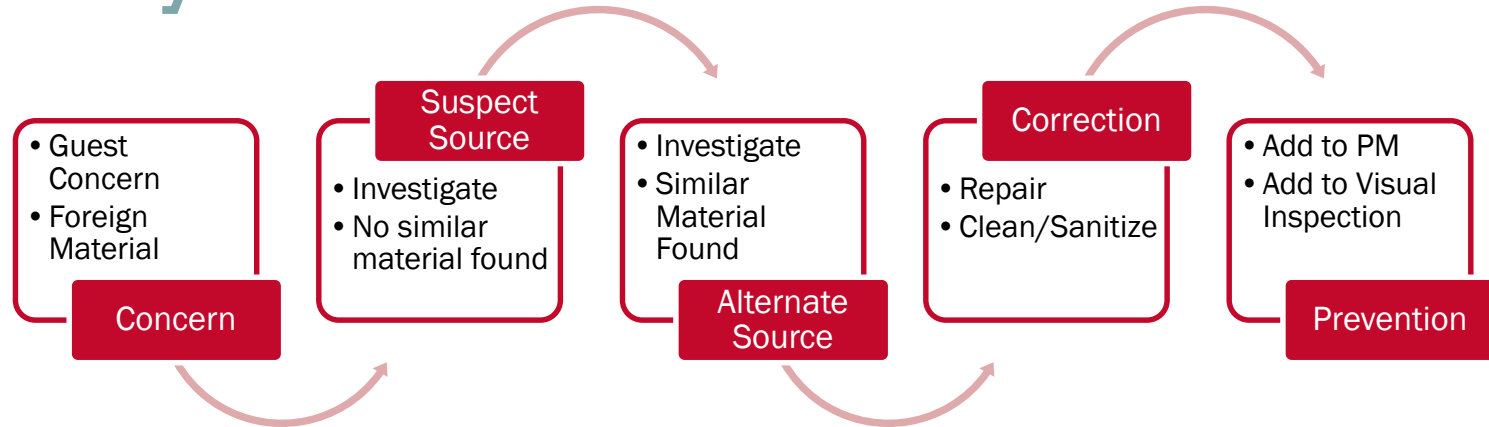 • Guest
Concern
• Foreign
Material
Concern
Suspect
Source
• Investigate
• No similar
material found
• Investigate
• Similar
Material
Found
Alternate
Source
Correction
• Repair
• Clean/Sanitize
• Add to PM
• Add to Visual
Inspection
Prevention